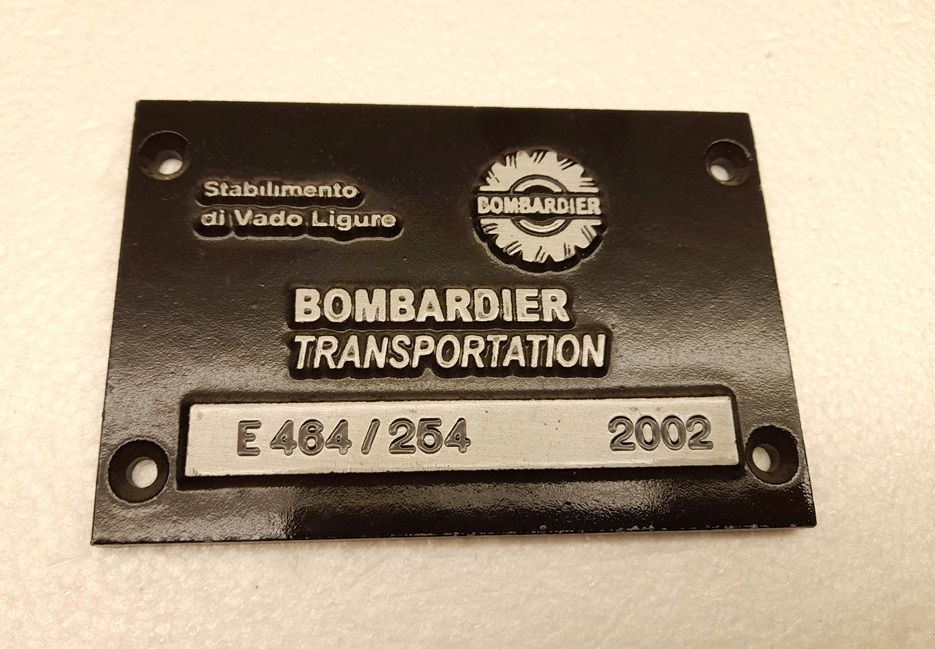 Stabilimento
di Vado Ligure
BOMBARDIER
BOMBARDIER
TRANSPORTATION
E 464 / 254 2002